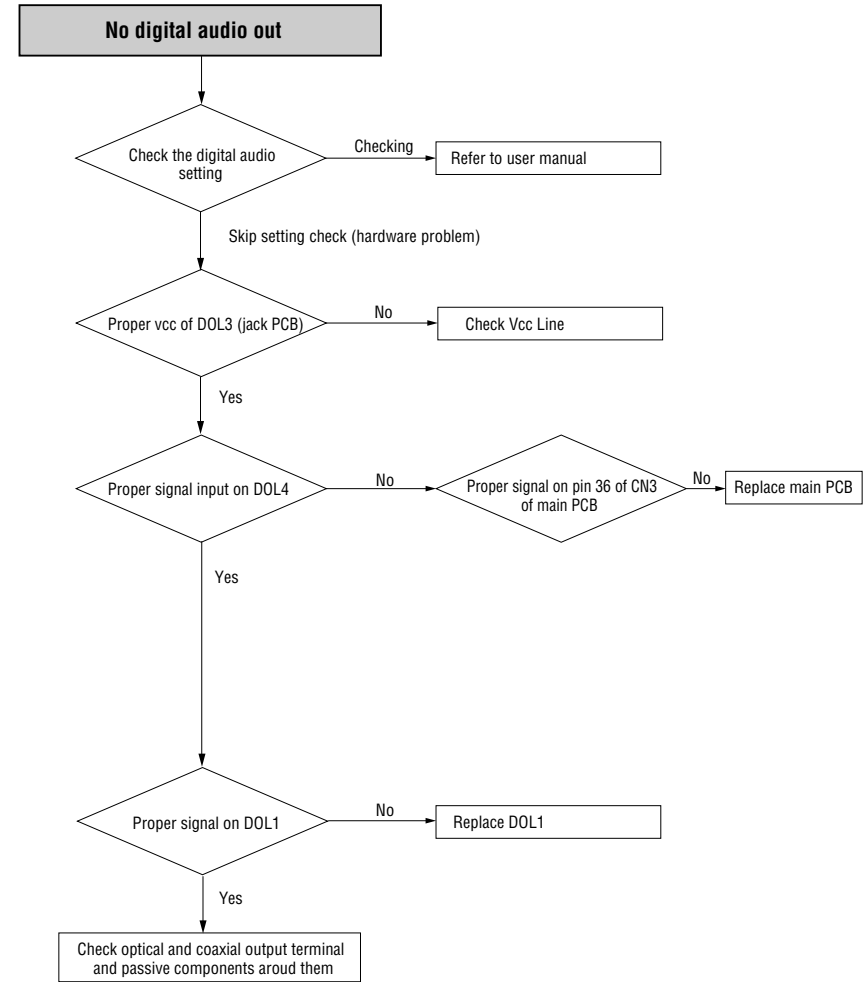 No digital audio out
Check the digital audio
setting
Checking
Refer to user manual
Skip setting check (hardware problem)
Proper vcc of DOL3 (jack PCB)
No
Check Vcc Line
Yes
Proper signal input on DOL4
No
Proper signal on pin 36 of CN3
of main PCB
No
Replace main PCB
Yes
Proper signal on DOL1
No
Replace DOL1
Yes
Check optical and coaxial output terminal
and passive components aroud them